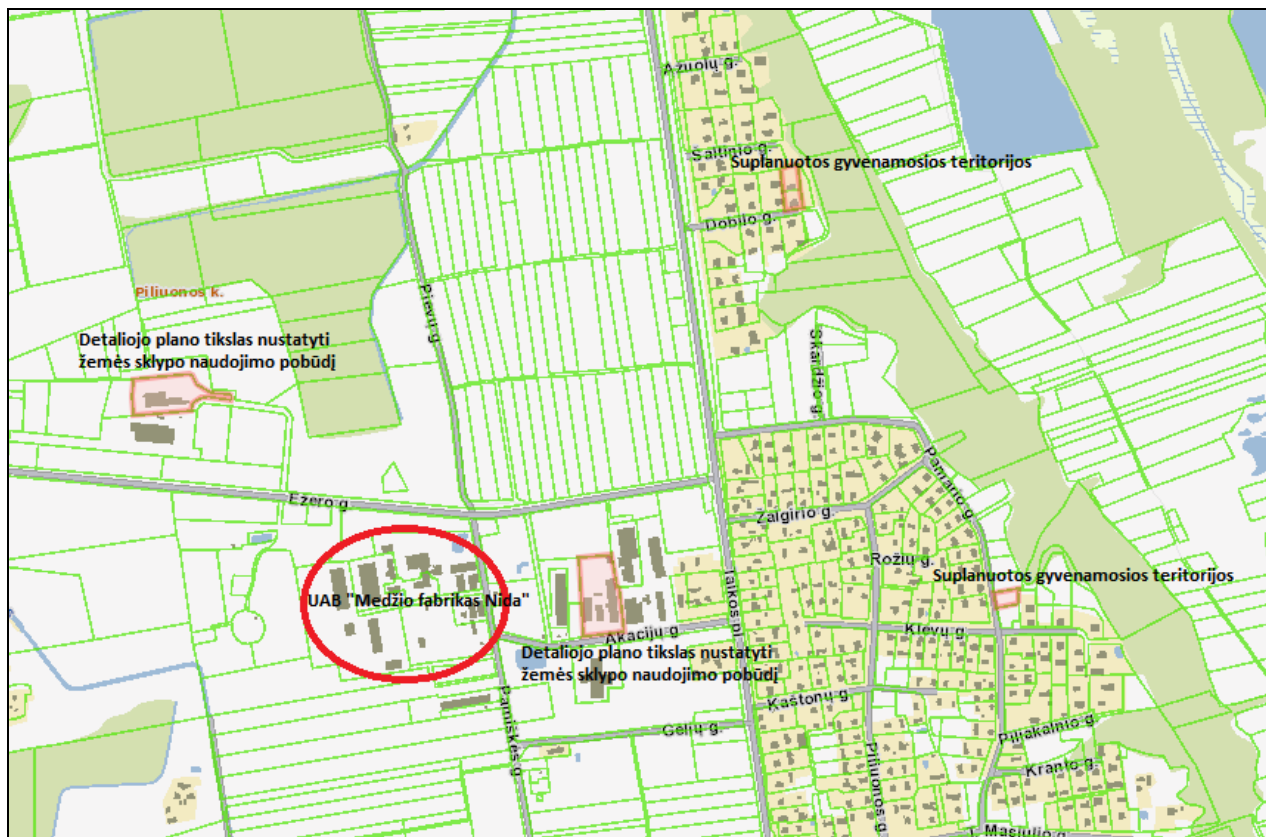 Ąžuolų g.
Šaltinio g.
Suplanuotos gyvenamosios teritorijos
Dobilo g.
Piliuonos k.
Pievų g.
Detaliojo plano tikslas nustatyti
žemės sklypo naudojimo pobūdį
Skardžio g.
Pamario g.
Ežero g.
Žalgirio g.
Rožių g.
Suplanuotos gyvenamosios teritorijos
UAB "Medžio fabrikas Nida"
Taikos pl.
Akacijų g
Klevų g.
Detaliojo plano tikslas nustatyti
žemės sklypo naudojimo pobūdį
Pamiškės g.
Kaštonų g
Gėlių g.
Piliakalnio g.
Piliuonos g.
Kranto g.
T. Masiulio g.